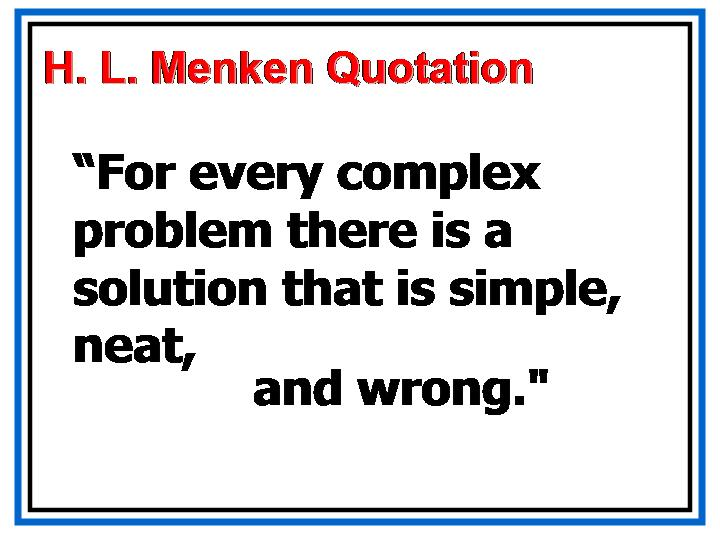 H. L. Menken Quotation
“For every complex
problem there is a
solution that is simple,
neat,
and wrong."